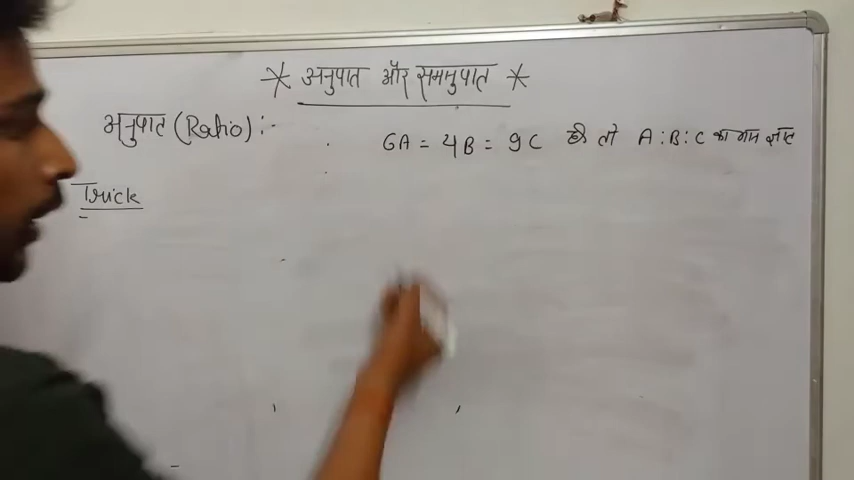 * अनुपात और समानुपात *
अनुपात (Ratio) :-
6A = 4B = 9C हो तो A : B : C का मान ज्ञात
Trick